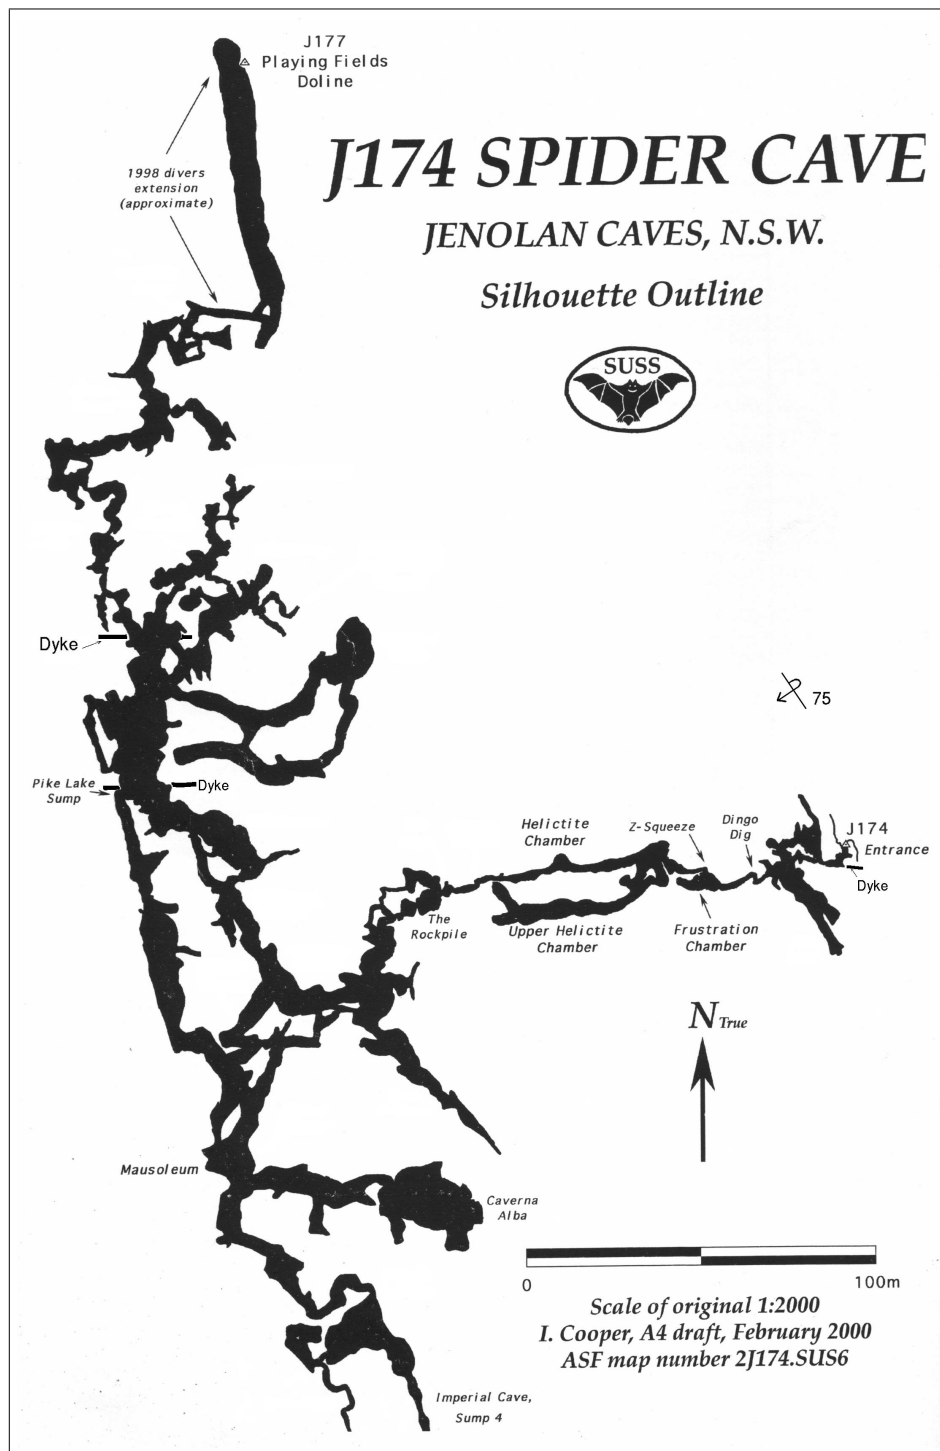 J177
Playing Fields
Doline
1998 divers
extension
(approximate)
J174 SPIDER CAVE
JENOLAN CAVES, N.S.W.
Silhouette Outline
SUSS
Dyke
75
Pike Lake
Sump
Dyke
Helictite
Chamber
Z-Squeeze
Dingo
Dig
J174
Entrance
Dyke
The
Rockpile
Upper Helictite
Chamber
Frustration
Chamber
N True
Mausoleum
Caverna
Alba
0
100m
Scale of original 1:2000
I. Cooper, A4 draft, February 2000
ASF map number 2J174.SUS6
Imperial Cave,
Sump 4